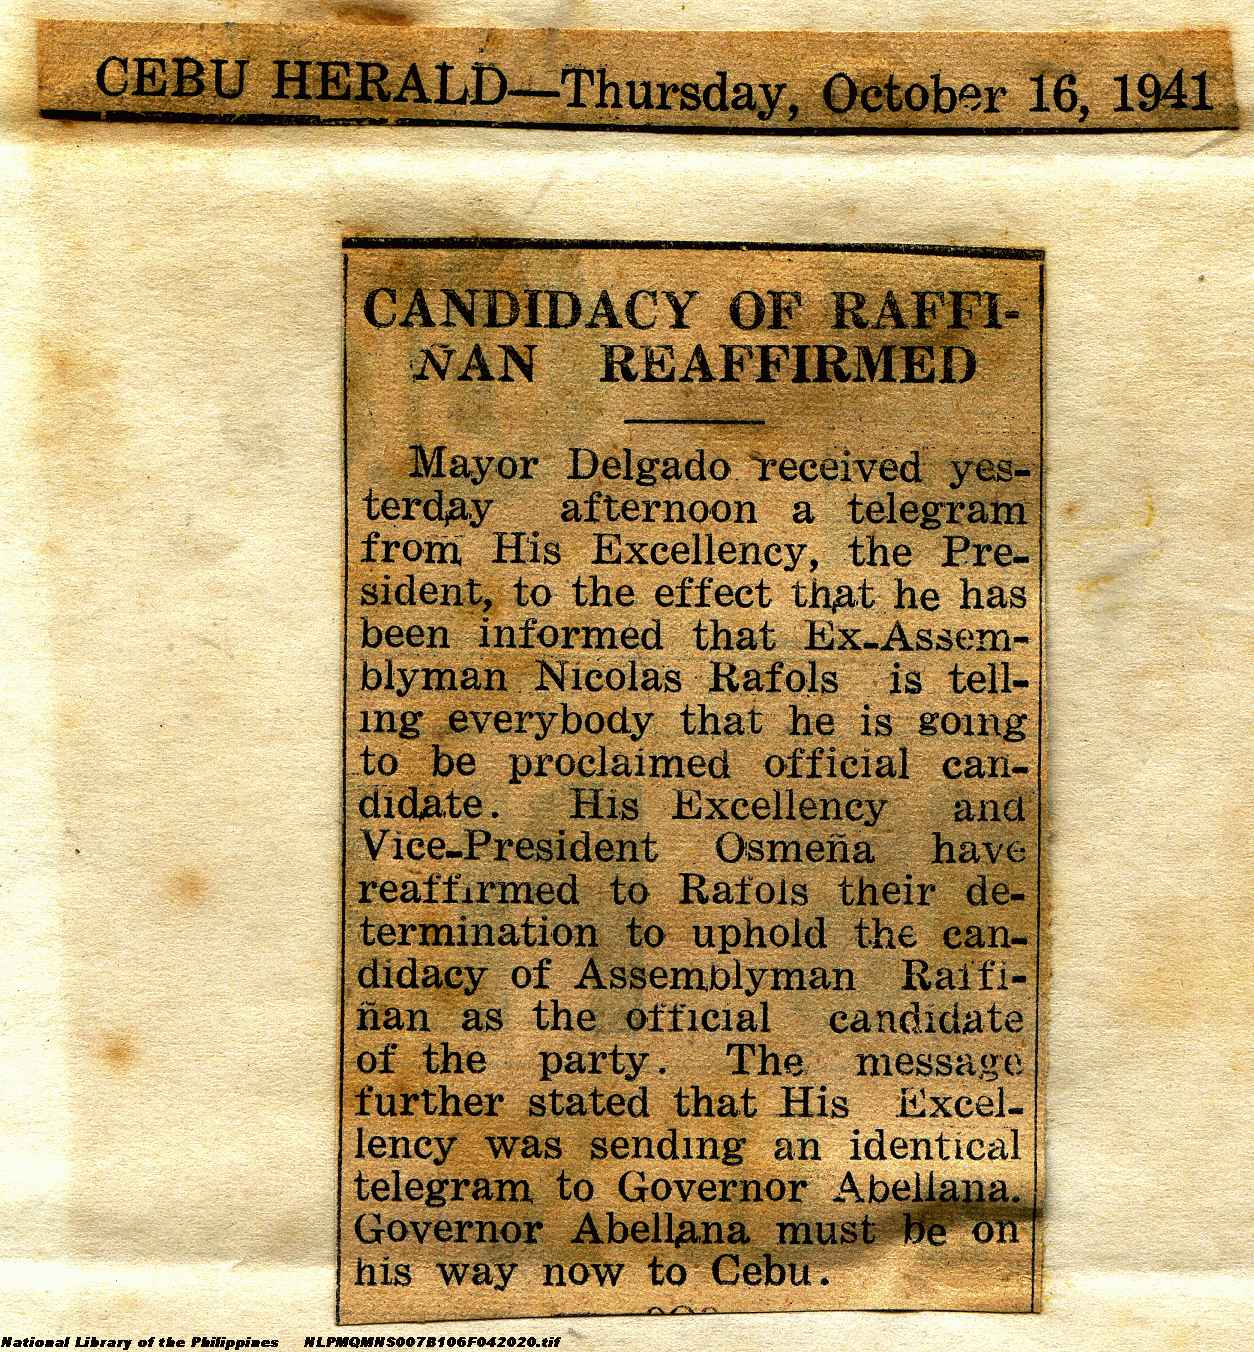 CEBU HERALD—Thursday, October 16, 1941
CANDIDACY OF RAFFI-
ÑAN REAFFIRMED
Mayor Delgado received yes-
terday afternoon a telegram
from His Excellency, the Pre-
sident, to the effect that he has
been informed that Ex-Assem-
blyman Nicolas Rafols is tell-
ing everybody that he is going
to be proclaimed official can-
didate. His Excellency and
Vice-President Osmeña have
reaffirmed to Rafols their de-
termination to uphold the can-
didacy of Assemblyman Raffi-
ñan as the official candidate
of the party. The message
further stated that His Excel-
lency was sending an identical
telegram to Governor Abellana.
Governor Abellana must be on
his way now to Cebu.
National Library of the Philippines NLPMQMNS007B106F042020.tif